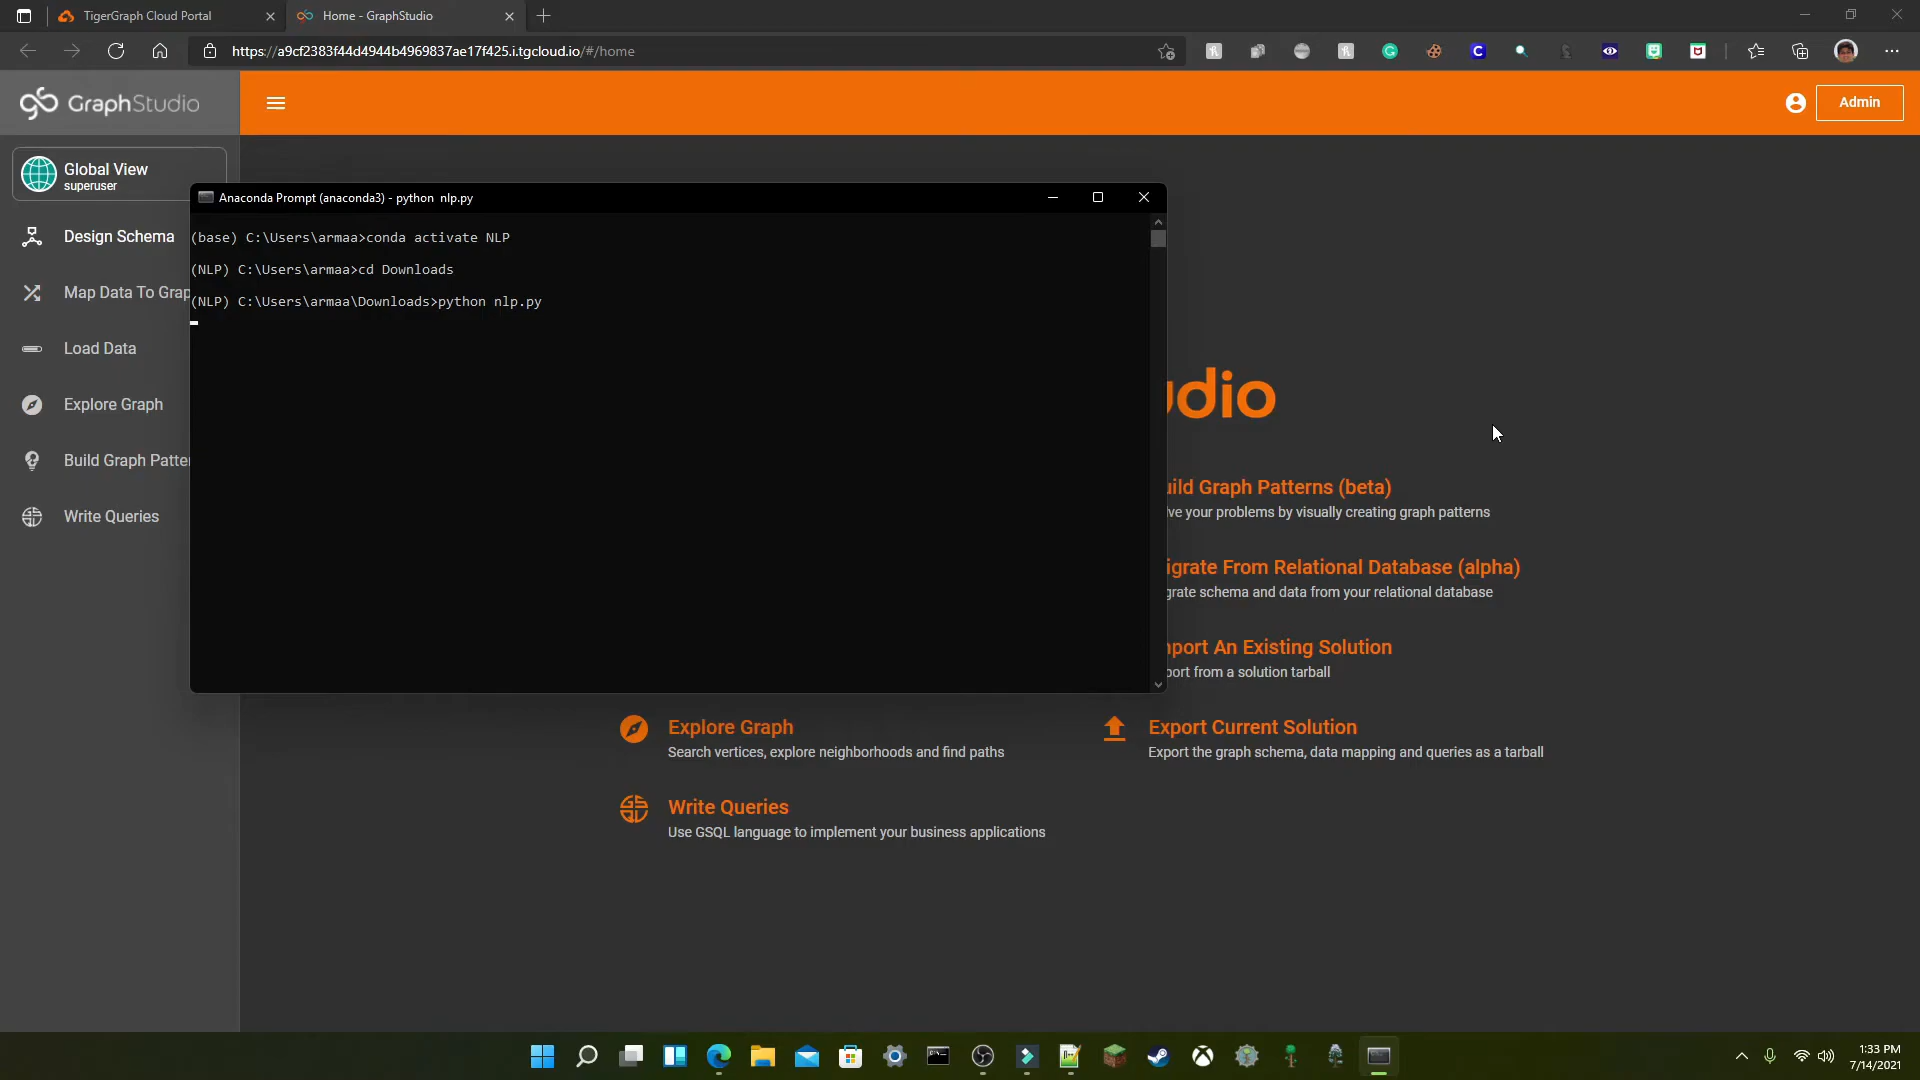 TigerGraph Cloud Portal
Home - GraphStudio
https://a9cf2383f44d4944b4969837ae17f425.i.tgcloud.io/#/home
GraphStudio
Admin
Global View
superuser
Design Schema
Map Data To Grap
Load Data
Explore Graph
Build Graph Patter
Write Queries
Anaconda Prompt (anaconda3) - python  nlp.py
(base) C:\Users\armaa>conda activate NLP
(NLP) C:\Users\armaa>cd Downloads
(NLP) C:\Users\armaa\Downloads>python nlp.py
udio
uild Graph Patterns (beta)
ve your problems by visually creating graph patterns
igrate From Relational Database (alpha)
grate schema and data from your relational database
mport An Existing Solution
port from a solution tarball
Explore Graph
Search vertices, explore neighborhoods and find paths
Export Current Solution
Export the graph schema, data mapping and queries as a tarball
Write Queries
Use GSQL language to implement your business applications
1:33 PM
7/14/2021